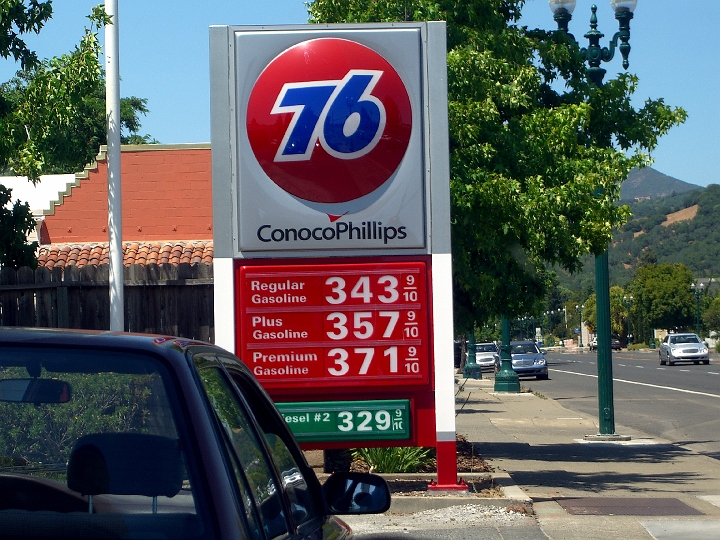 76
ConocoPhillips
Regular Gasoline 343 9/10
Plus Gasoline 357 9/10
Premium Gasoline 371 9/10
esel #2 329 9/10